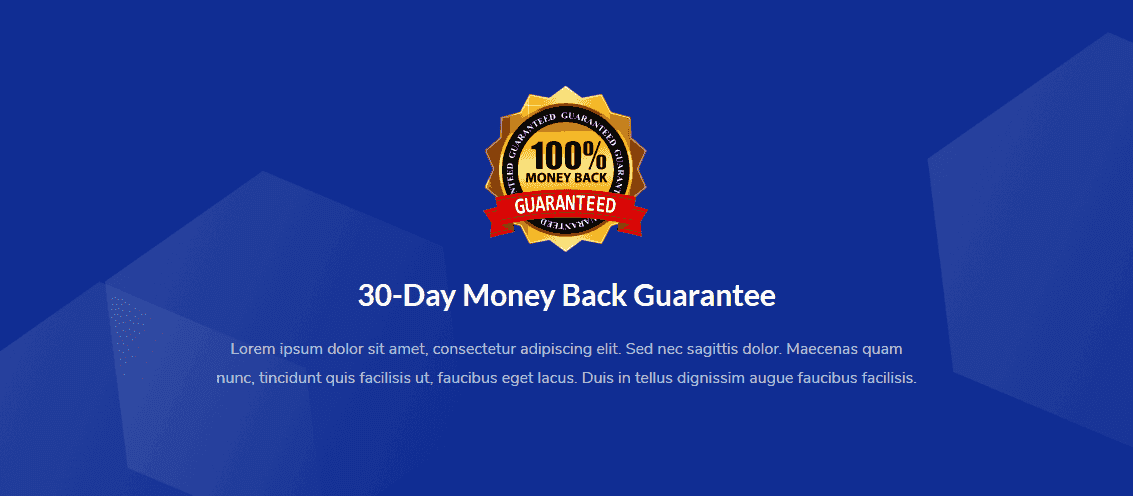 GUARANTEED GUARANTEED GUARANTEED
100%
MONEY BACK
GUARANTEED
30-Day Money Back Guarantee
Lorem ipsum dolor sit amet, consectetur adipiscing elit. Sed nec sagittis dolor. Maecenas quam
nunc, tincidunt quis facilisis ut, faucibus eget lacus. Duis in tellus dignissim augue faucibus facilisis.